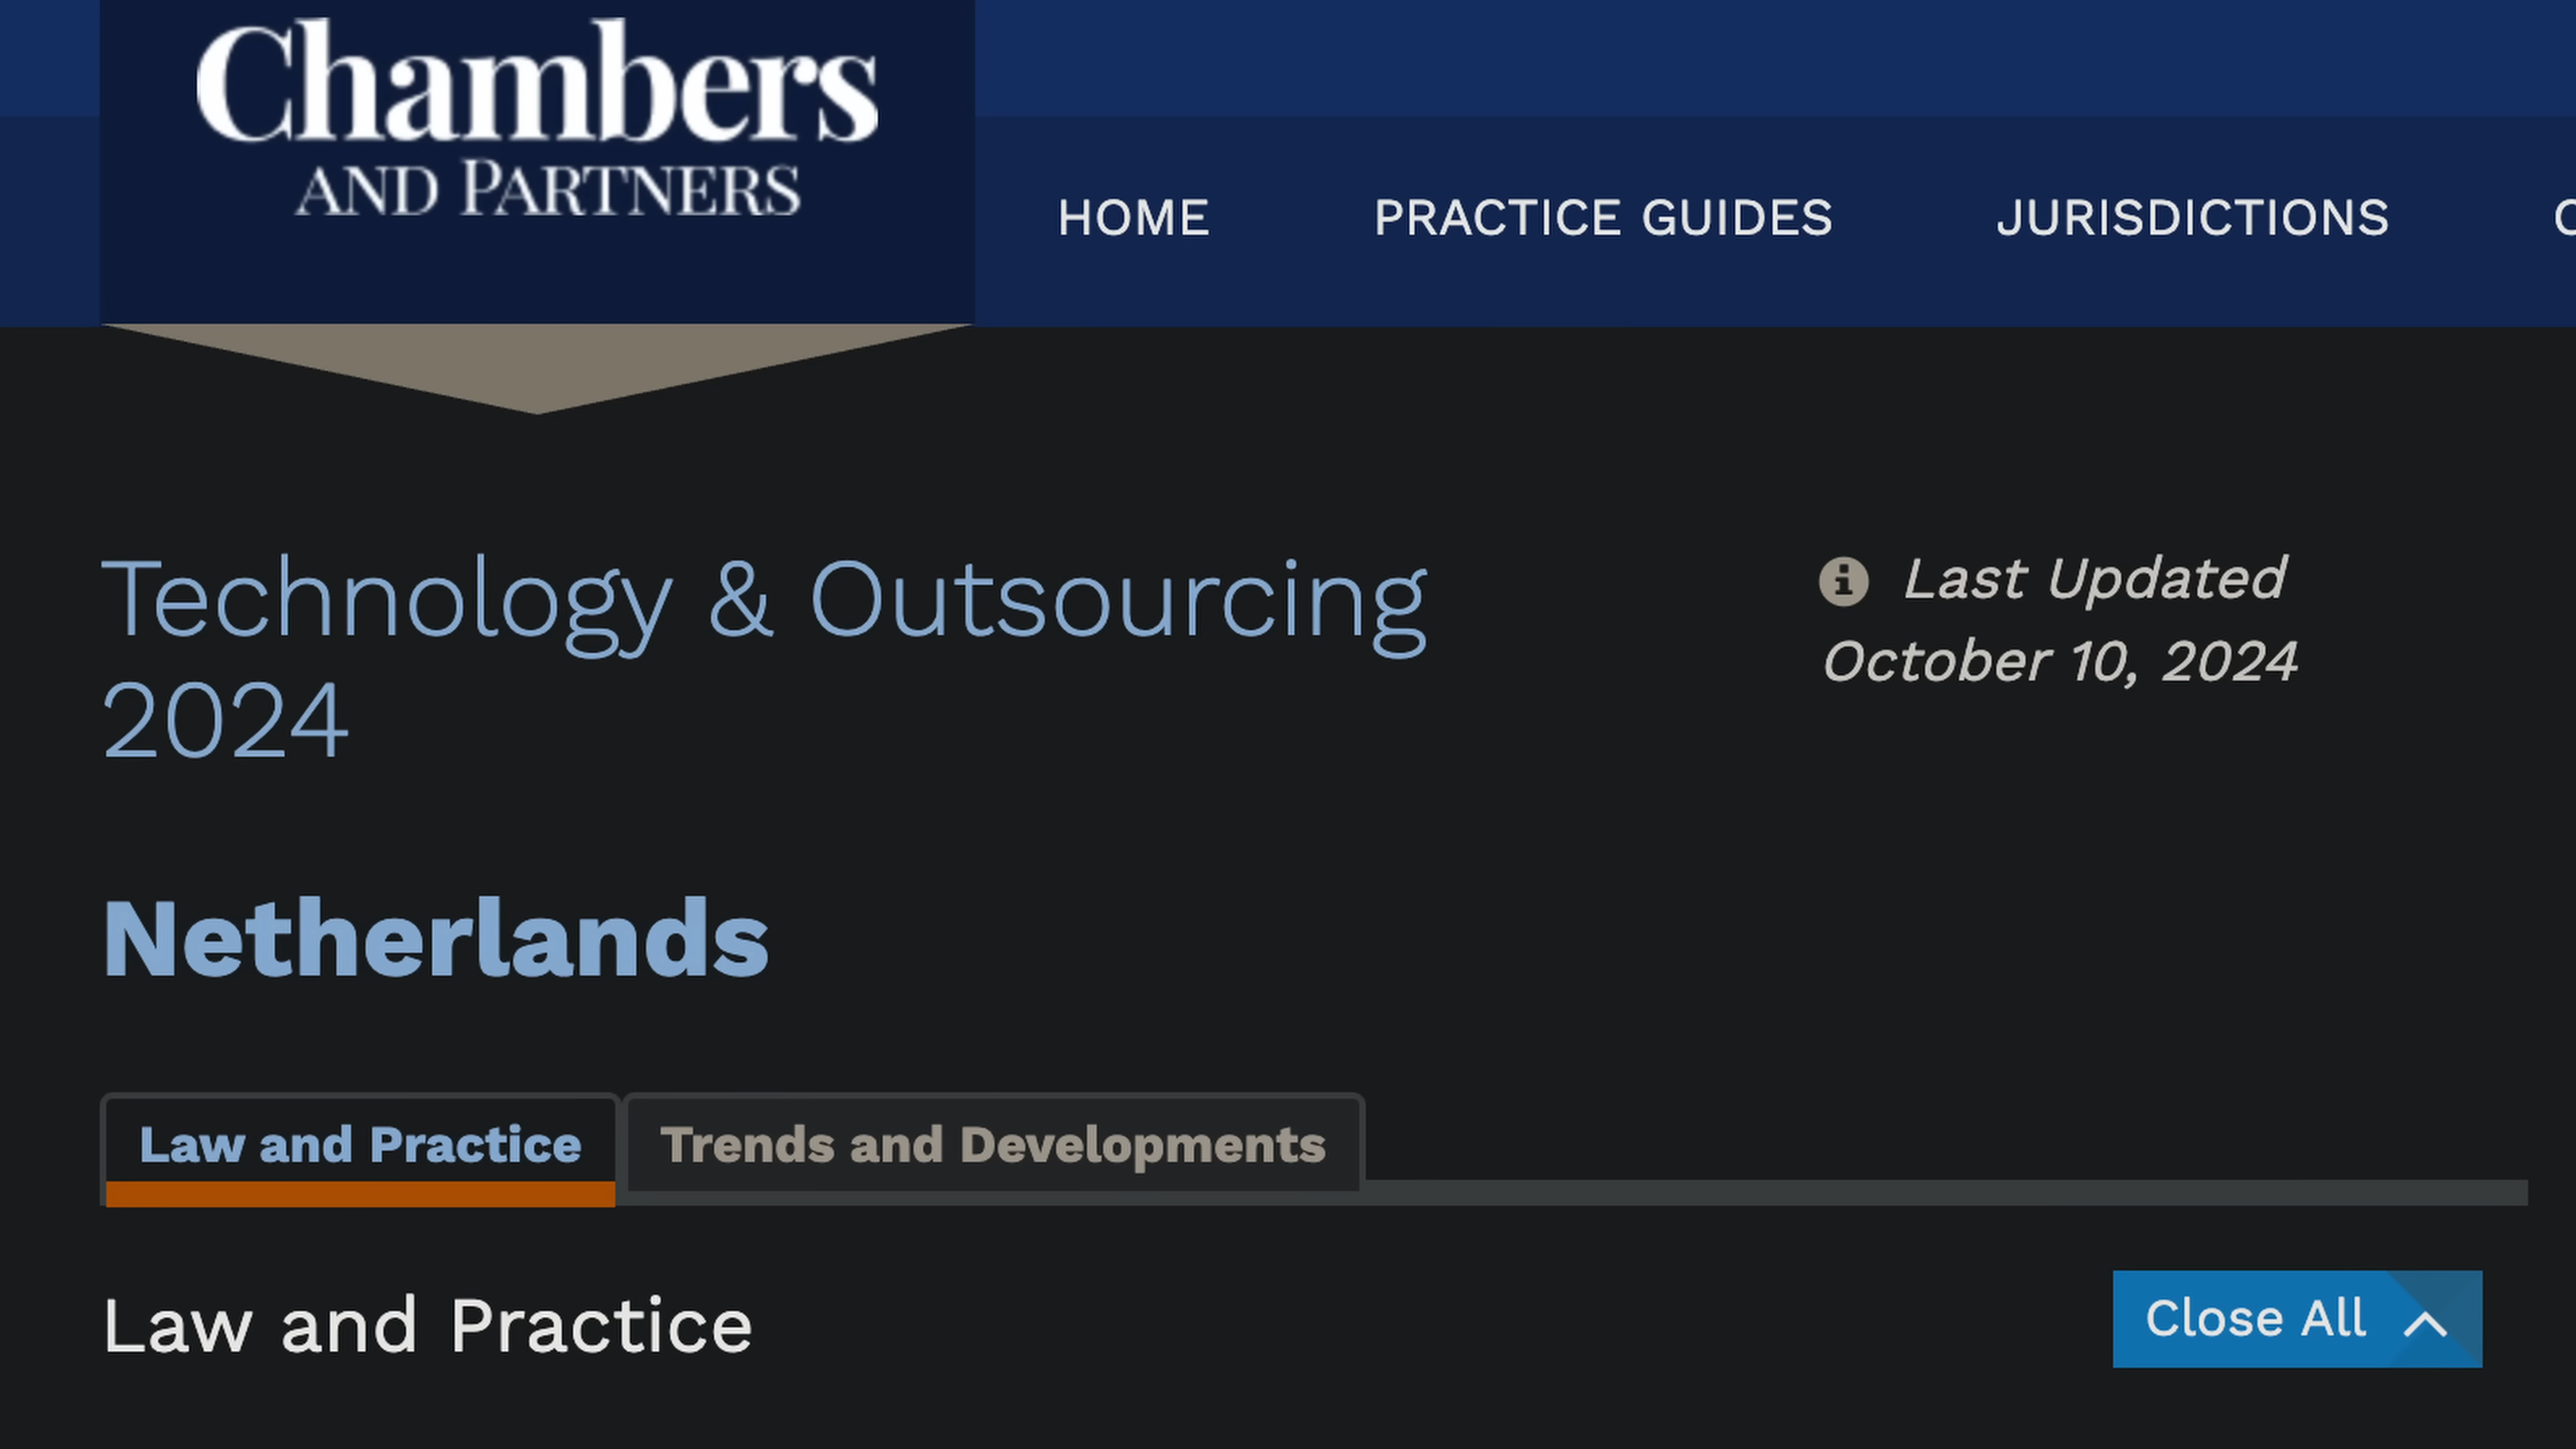 Chambers
AND PARTNERS
HOME
PRACTICE GUIDES
JURISDICTIONS
Technology & Outsourcing
2024
Last Updated
October 10, 2024
Netherlands
Law and Practice
Trends and Developments
Law and Practice
Close All